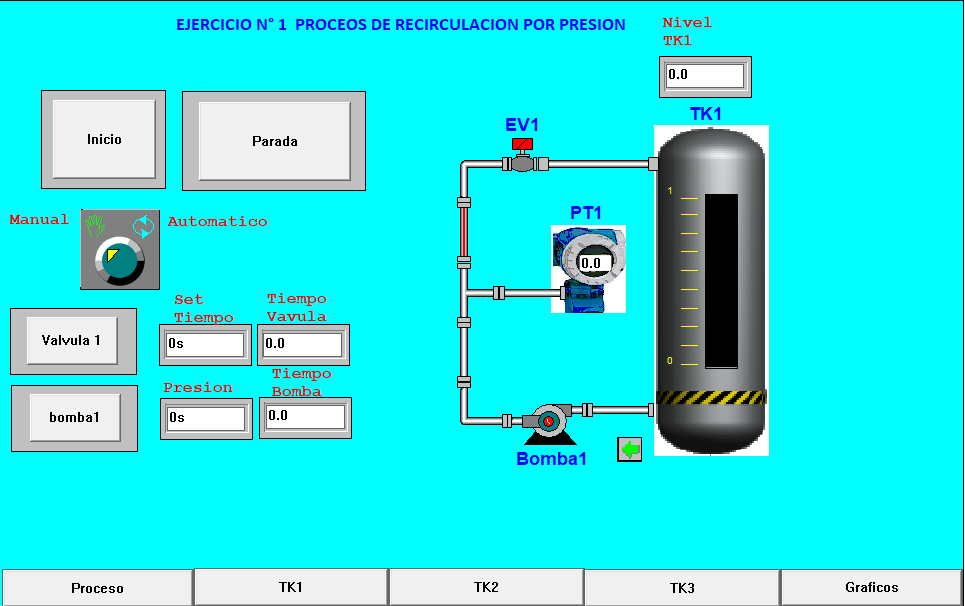 EJERCICIO N° 1 PROCEOS DE RECIRCULACION POR PRESION
Nivel
TK1
0.0
TK1
Inicio
Parada
EV1
Manual
Automatico
PT1
0.0
1
0
Set
Tiempo
Tiempo
Vavula
Valvula 1
0s
0.0
Presion
Tiempo
Bomba
bomba1
0s
0.0
Bomba1
Proceso
TK1
TK2
TK3
Graficos